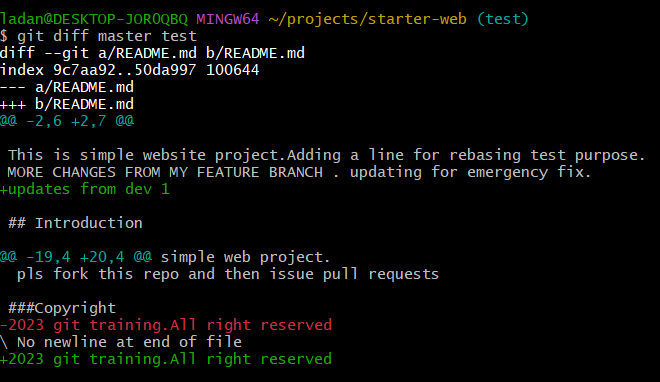 ladan@DESKTOP-JOROQBQ MINGW64 ~/projects/starter-web (test)
$ git diff master test
diff --git a/README.md b/README.md
index 9c7aa92..50da997 100644
--- a/README.md
+++ b/README.md
@@ -2,6 +2,7 @@

 This is simple website project.Adding a line for rebasing test purpose.
 MORE CHANGES FROM MY FEATURE BRANCH . updating for emergency fix.
+updates from dev 1

 ## Introduction

@@ -19,4 +20,4 @@ simple web project.
  pls fork this repo and then issue pull requests

 ###Copyright
-2023 git training.All right reserved
\ No newline at end of file
+2023 git training.All right reserved